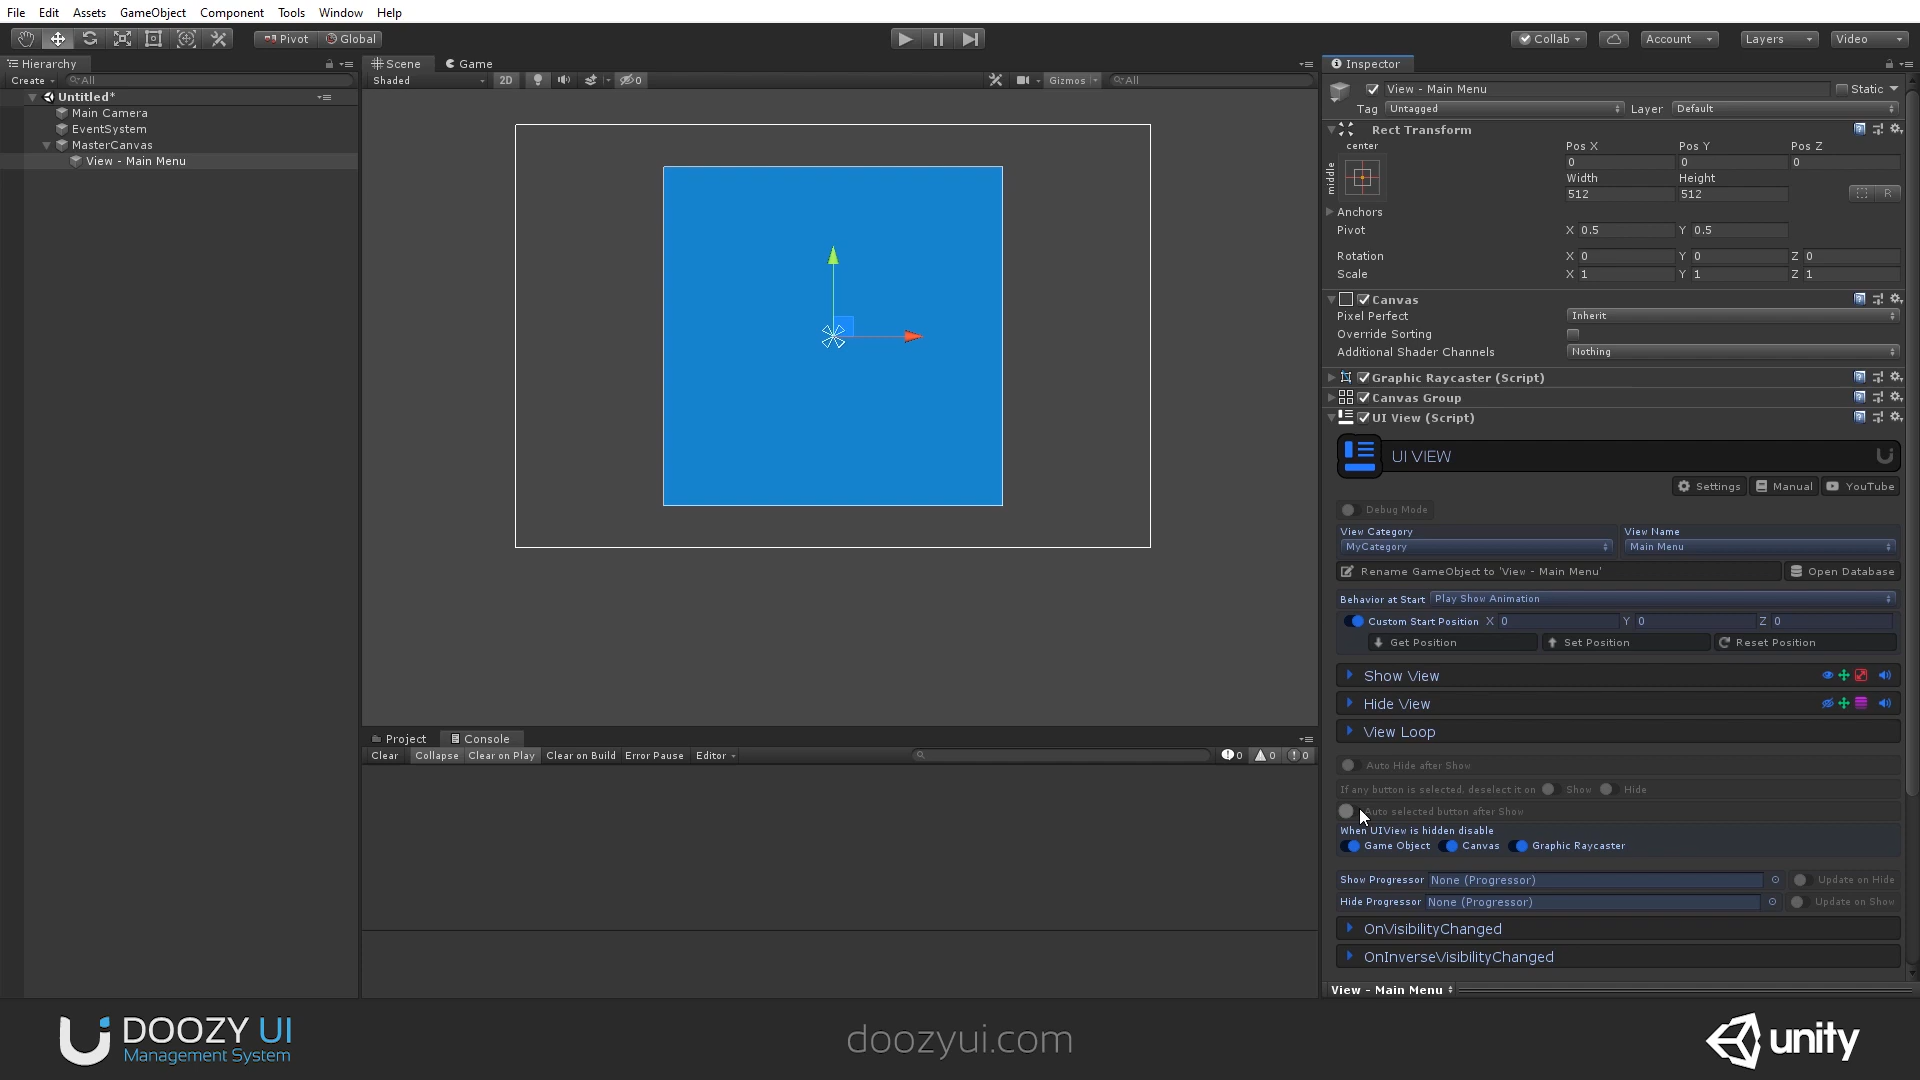 File Edit Assets GameObject Component Tools Window Help
Pivot Global Collab Account Layers Video
Hierarchy
Create All
Untitled*
Main Camera
EventSystem
MasterCanvas
View - Main Menu
Scene Game
Shaded 2D 0 Gizmos All
Project Console
Clear Collapse Clear on Play Clear on Build Error Pause Editor 0 0 0
Inspector
View - Main Menu Static
Tag Untagged Layer Default
Rect Transform
center Pos X Pos Y Pos Z
middle 0 0 0
Width Height
512 512 R
Anchors
Pivot X 0.5 Y 0.5
Rotation X 0 Y 0 Z 0
Scale X 1 Y 1 Z 1
Canvas
Pixel Perfect Inherit
Override Sorting
Additional Shader Channels Nothing
Graphic Raycaster (Script)
Canvas Group
UI View (Script)
UI VIEW
Settings Manual YouTube
Debug Mode
View Category View Name
MyCategory Main Menu
Rename GameObject to 'View - Main Menu' Open Database
Behavior at Start Play Show Animation
Custom Start Position X 0 Y 0 Z 0
Get Position Set Position Reset Position
Show View
Hide View
View Loop
Auto Hide after Show
If any button is selected, deselect it on Show Hide
Auto selected button after Show
When UIView is hidden disable
Game Object Canvas Graphic Raycaster
Show Progressor None (Progressor) Update on Hide
Hide Progressor None (Progressor) Update on Show
OnVisibilityChanged
OnInverseVisibilityChanged
View - Main Menu
DOOZY UI
Management System
doozyui.com
unity